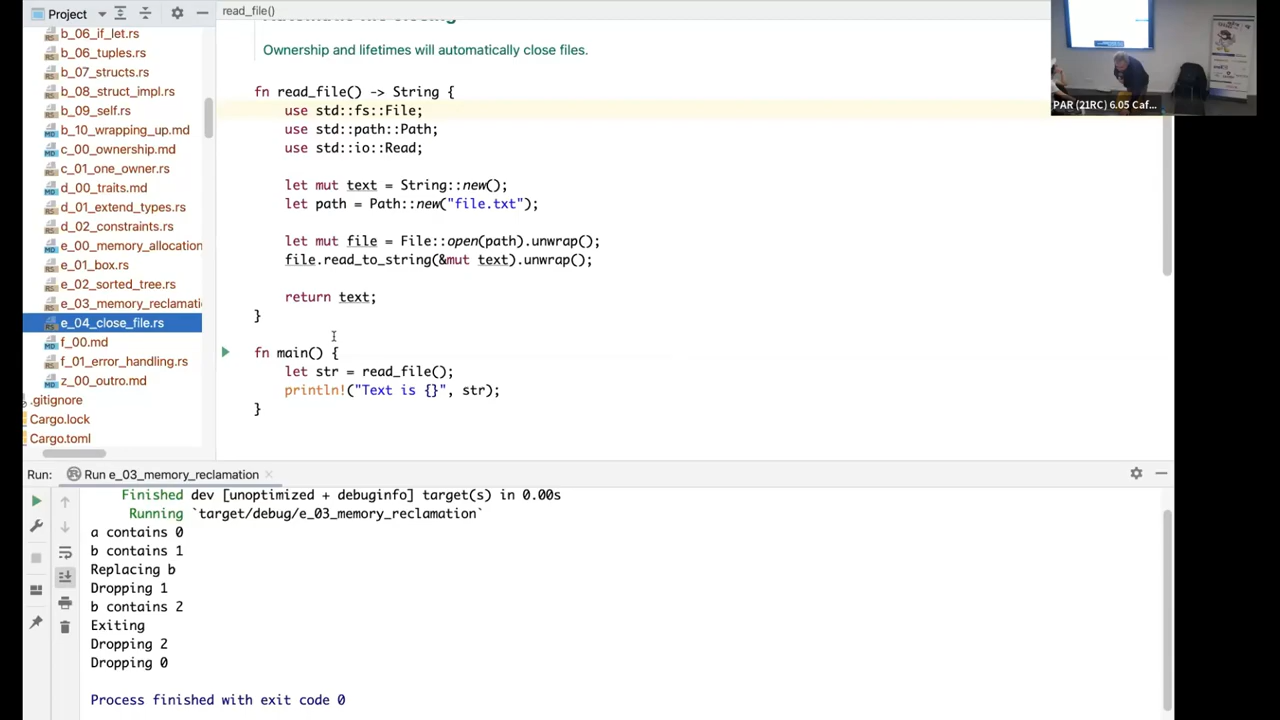 Project
read_file()
b_06_if_let.rs
b_06_tuples.rs
b_07_structs.rs
b_08_struct_impl.rs
b_09_self.rs
b_10_wrapping_up.md
c_00_ownership.md
c_01_one_owner.rs
d_00_traits.md
d_01_extend_types.rs
d_02_constraints.rs
e_00_memory_allocation
e_01_box.rs
e_02_sorted_tree.rs
e_03_memory_reclamati
e_04_close_file.rs
f_00.md
f_01_error_handling.rs
z_00_outro.md
.gitignore
Cargo.lock
Cargo.toml
Automatic file closing
Ownership and lifetimes will automatically close files.
fn read_file() -> String {
use std::fs::File;
use std::path::Path;
use std::io::Read;
let mut text = String::new();
let path = Path::new("file.txt");
let mut file = File::open(path).unwrap();
file.read_to_string(&mut text).unwrap();
return text;
}
fn main() {
let str = read_file();
println!("Text is {}", str);
}
PAR (21RC) 6.05 Caf...
Run: Run e_03_memory_reclamation
Finished dev [unoptimized + debuginfo] target(s) in 0.00s
Running `target/debug/e_03_memory_reclamation`
a contains 0
b contains 1
Replacing b
Dropping 1
b contains 2
Exiting
Dropping 2
Dropping 0
Process finished with exit code 0